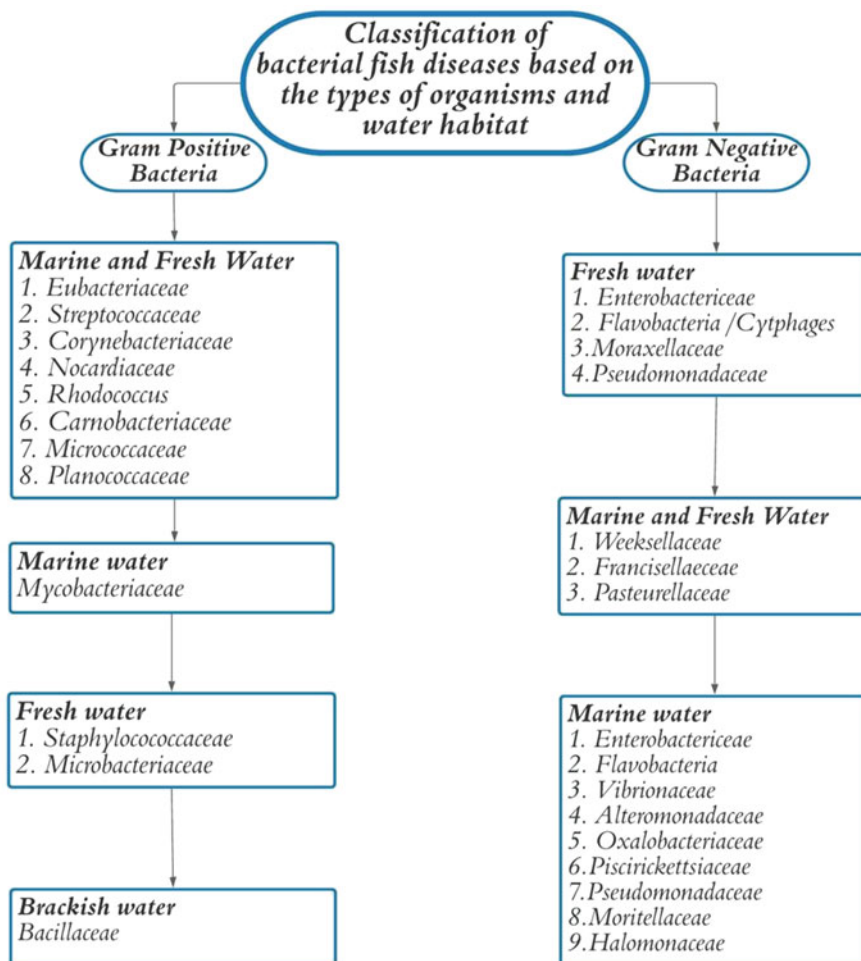 Classification of
bacterial fish diseases based on
the types of organisms and
water habitat
Gram Positive
Bacteria
Marine and Fresh Water
1. Eubacteriaceae
2. Streptococcaceae
3. Corynebacteriaceae
4. Nocardiaceae
5. Rhodococcus
6. Carnobacteriaceae
7. Micrococcaceae
8. Planococcaceae
Marine water
Mycobacteriaceae
Fresh water
1. Staphylocococcaceae
2. Microbacteriaceae
Brackish water
Bacillaceae
Gram Negative
Bacteria
Fresh water
1. Enterobactericeae
2. Flavobacteria /Cytphages
3.Moraxellaceae
4.Pseudomonadaceae
Marine and Fresh Water
1. Weeksellaceae
2. Francisellaeceae
3. Pasteurellaceae
Marine water
1. Enterobactericeae
2. Flavobacteria
3. Vibrionaceae
4. Alteromonadaceae
5. Oxalobacteriaceae
6.Piscirickettsiaceae
7.Pseudomonadaceae
8.Moritellaceae
9.Halomonaceae